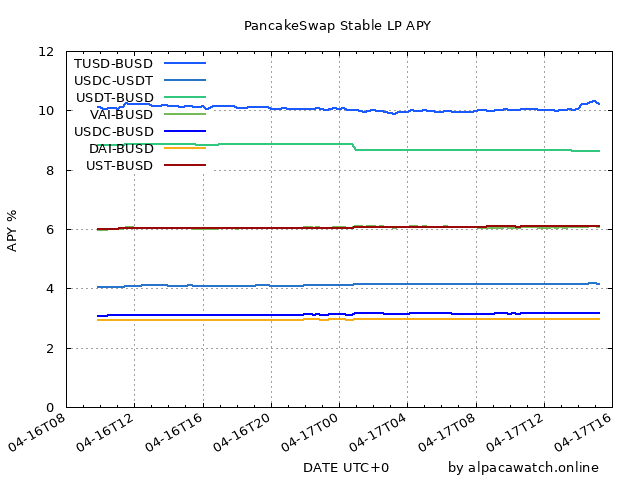 PancakeSwap Stable LP APY
12
10
8
6
4
2
0
APY %
TUSD-BUSD
USDC-USDT
USDT-BUSD
VAI-BUSD
USDC-BUSD
DAI-BUSD
UST-BUSD
04-16T08
04-16T12
04-16T16
04-16T20
04-17T00
04-17T04
04-17T08
04-17T12
04-17T16
DATE UTC+0
by alpacawatch.online